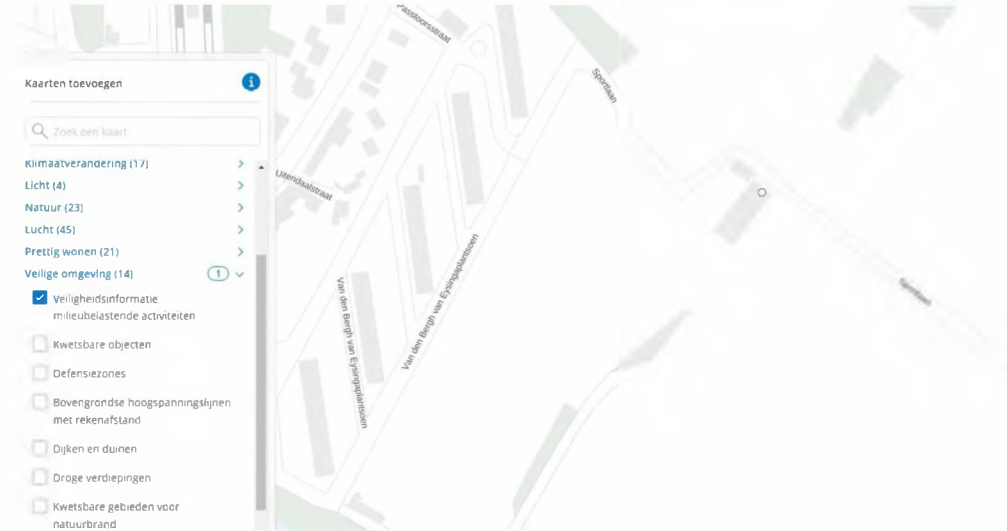 Kaarten toevoegen
Zoek een kaart
Klimaatverandering (17)
Licht (4)
Natuur (23)
Lucht (45)
Prettig wonen (21)
Veilige omgeving (14)
1
Veiligheidsinformatie
milieubelastende activiteiten
Kwetsbare objecten
Defensiezones
Bovengrondse hoogspanningslijnen
met rekenafstand
Dijken en duinen
Droge verdiepingen
Kwetsbare gebieden voor
natuurbrand
Pastoorsstraat
Sportlaan
Uitendaalstraat
Van den Bergh van Eysingaplantsoen
Van den Bergh van Eysingaplantsoen
Sportlaan